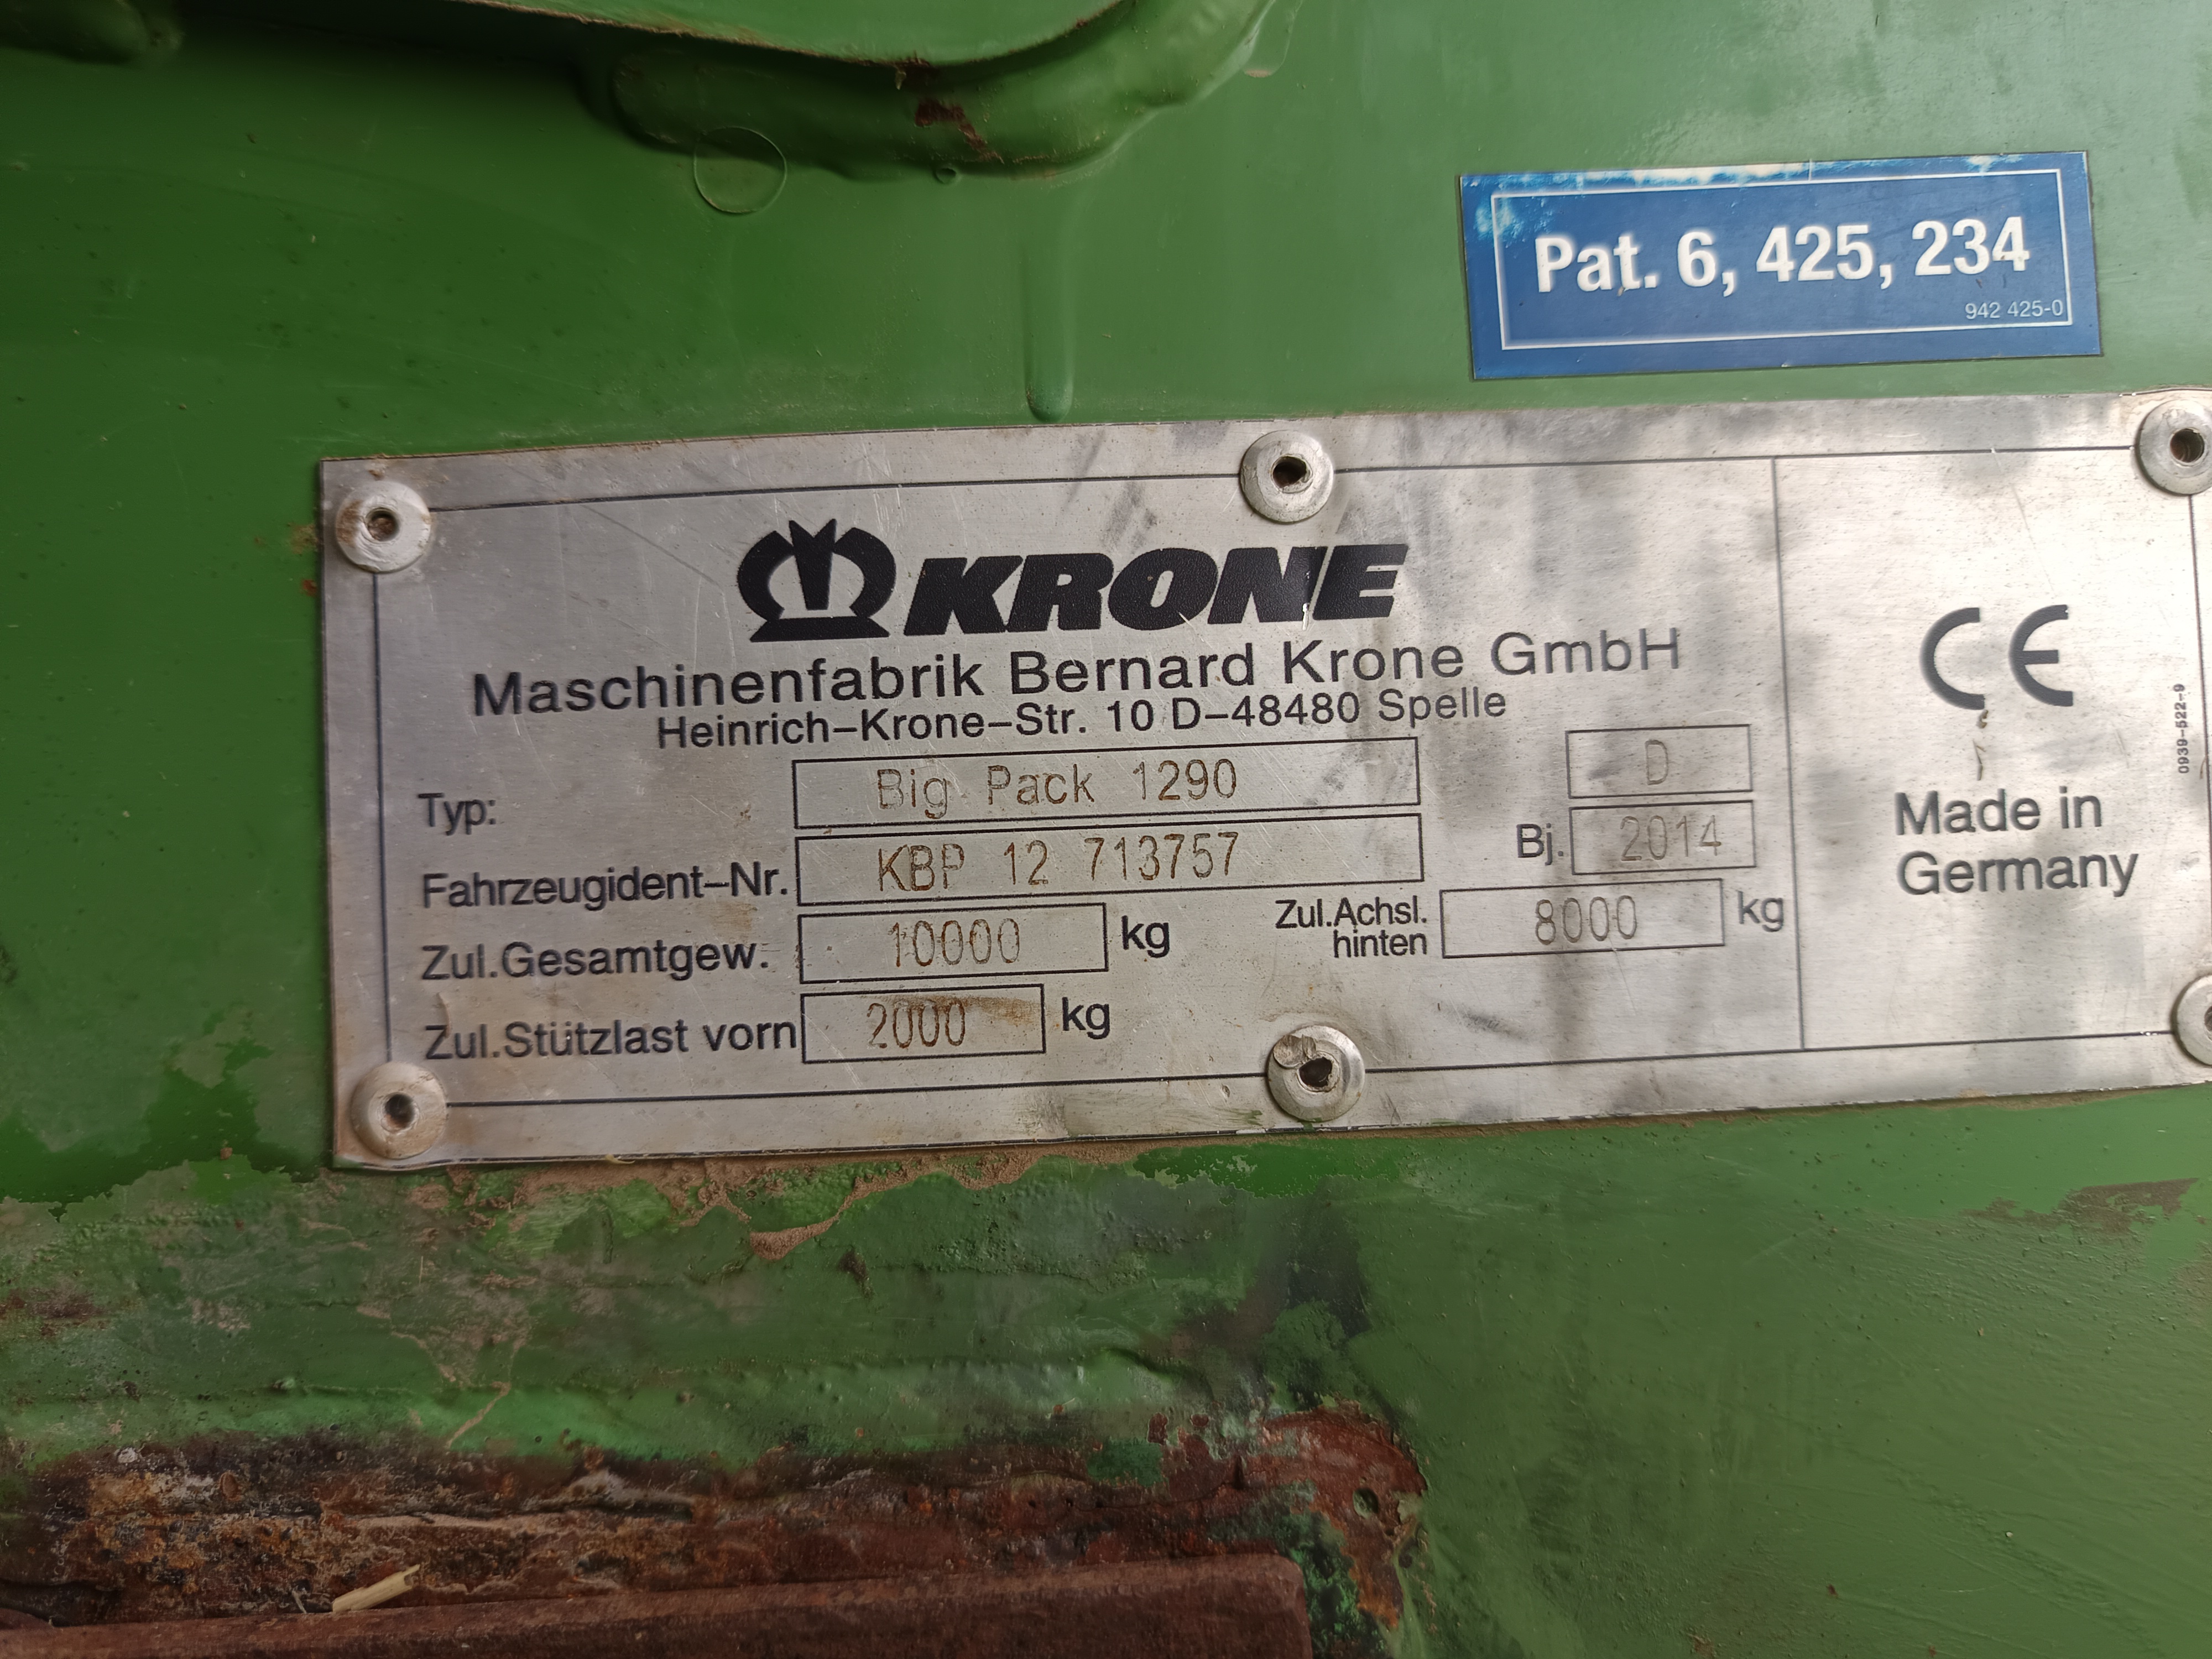 Pat. 6, 425, 234
942 425-0
KRONE
Maschinenfabrik Bernard Krone GmbH
Heinrich-Krone-Str. 10 D-48480 Spelle
Typ: Big Pack 1290 D
Fahrzeugident-Nr. KBP 12 713757 Bj. 2014
Zul.Gesamtgew. 10000 kg Zul.Achsl. hinten 8000 kg
Zul.Stützlast vorn 2000 kg
CE
Made in
Germany
0939-522-9